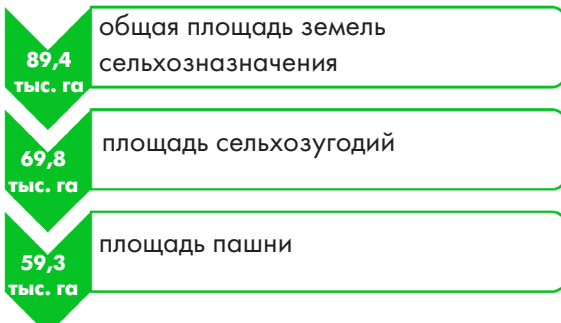 89,4
тыс. га
общая площадь земель
сельхозназначения
69,8
тыс. га
площадь сельхозугодий
59,3
тыс. га
площадь пашни